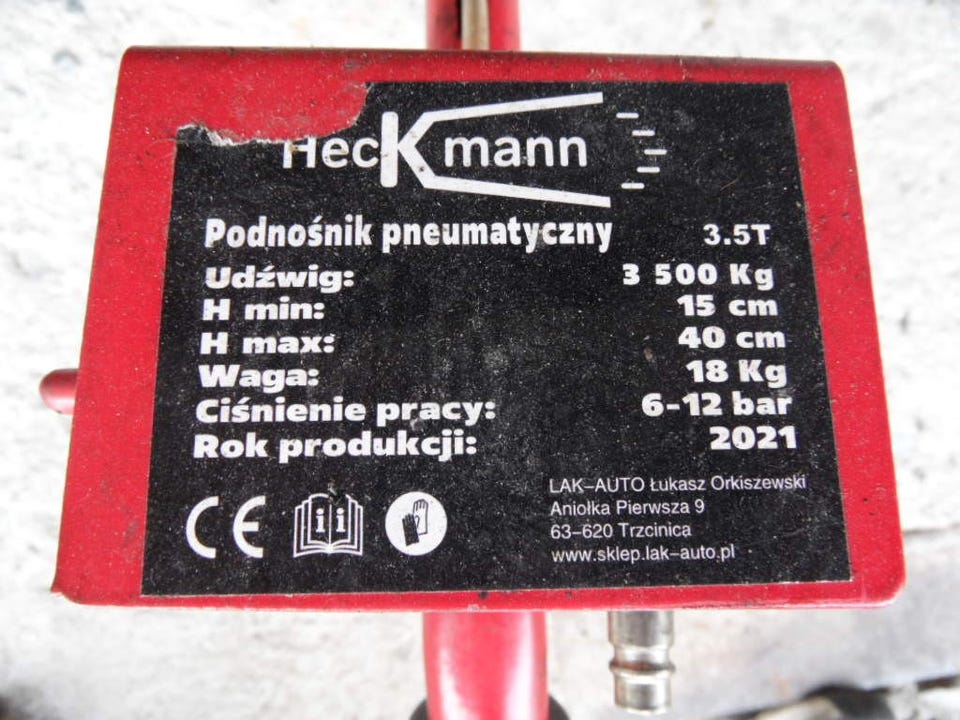 Heckmann
Podnośnik pneumatyczny 3.5T
Udźwig: 3 500 Kg
H min: 15 cm
H max: 40 cm
Waga: 18 Kg
Ciśnienie pracy: 6-12 bar
Rok produkcji: 2021
CE
i i
LAK-AUTO Łukasz Orkiszewski
Aniołka Pierwsza 9
63-620 Trzcinica
www.sklep.lak-auto.pl